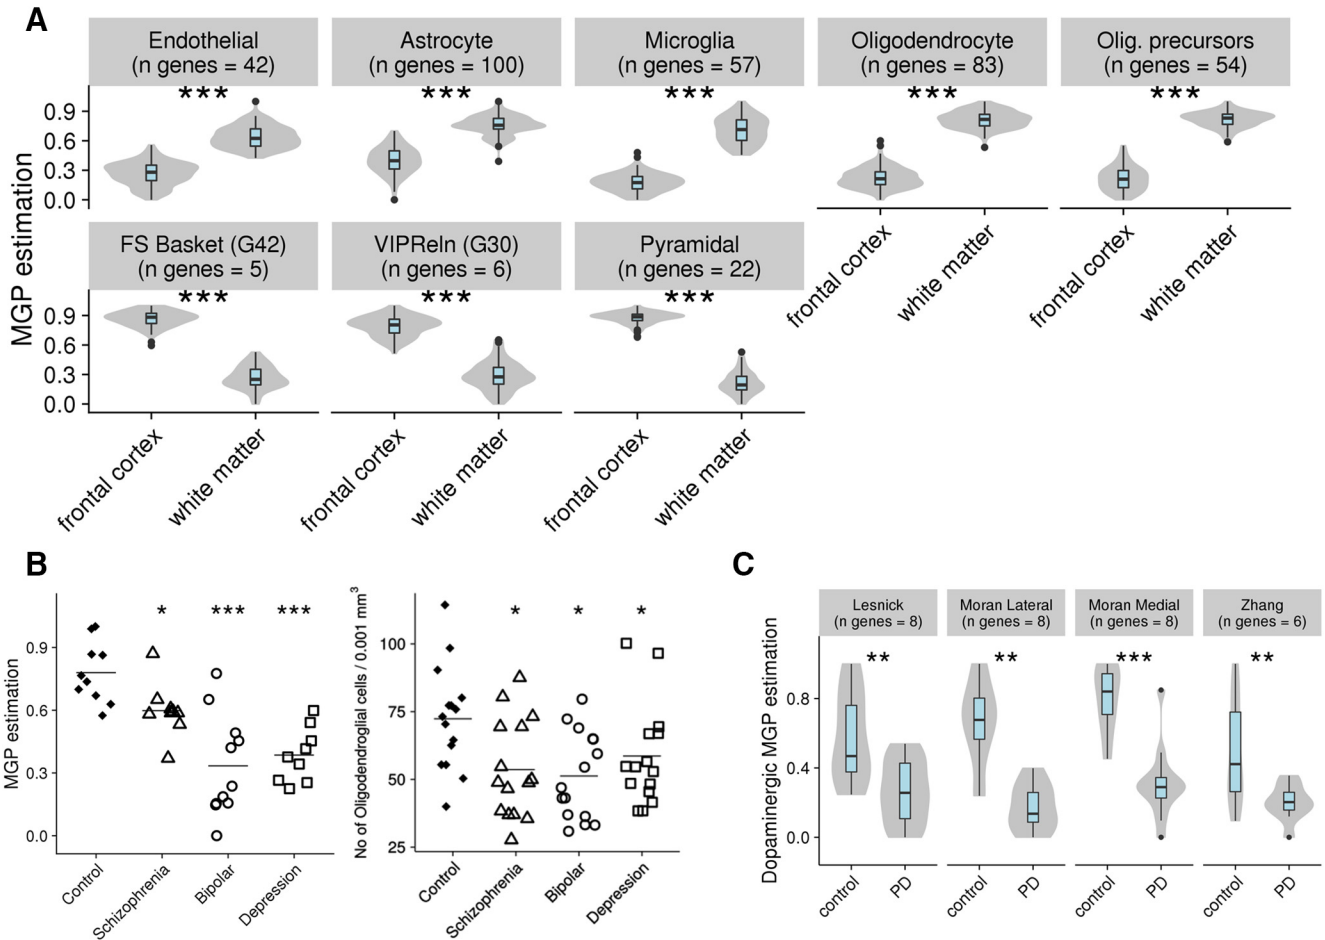 A
Endothelial
(n genes = 42)
Astrocyte
(n genes = 100)
Microglia
(n genes = 57)
Oligodendrocyte
(n genes = 83)
Olig. precursors
(n genes = 54)
***
***
***
***
***
MGP estimation
0.9
0.6
0.3
0.0
frontal cortex
white matter
frontal cortex
white matter
FS Basket (G42)
(n genes = 5)
VIPReln (G30)
(n genes = 6)
Pyramidal
(n genes = 22)
***
***
***
0.9
0.6
0.3
0.0
frontal cortex
white matter
frontal cortex
white matter
frontal cortex
white matter
B
MGP estimation
0.9
0.6
0.3
0.0
*
***
***
Control
Schizophrenia
Bipolar
Depression
No of Oligodendroglial cells / 0.001 mm³
100
75
50
25
*
*
*
Control
Schizophrenia
Bipolar
Depression
C
Dopaminergic MGP estimation
Lesnick
(n genes = 8)
Moran Lateral
(n genes = 8)
Moran Medial
(n genes = 8)
Zhang
(n genes = 6)
**
**
***
**
0.8
0.4
0.0
control
PD
control
PD
control
PD
control
PD